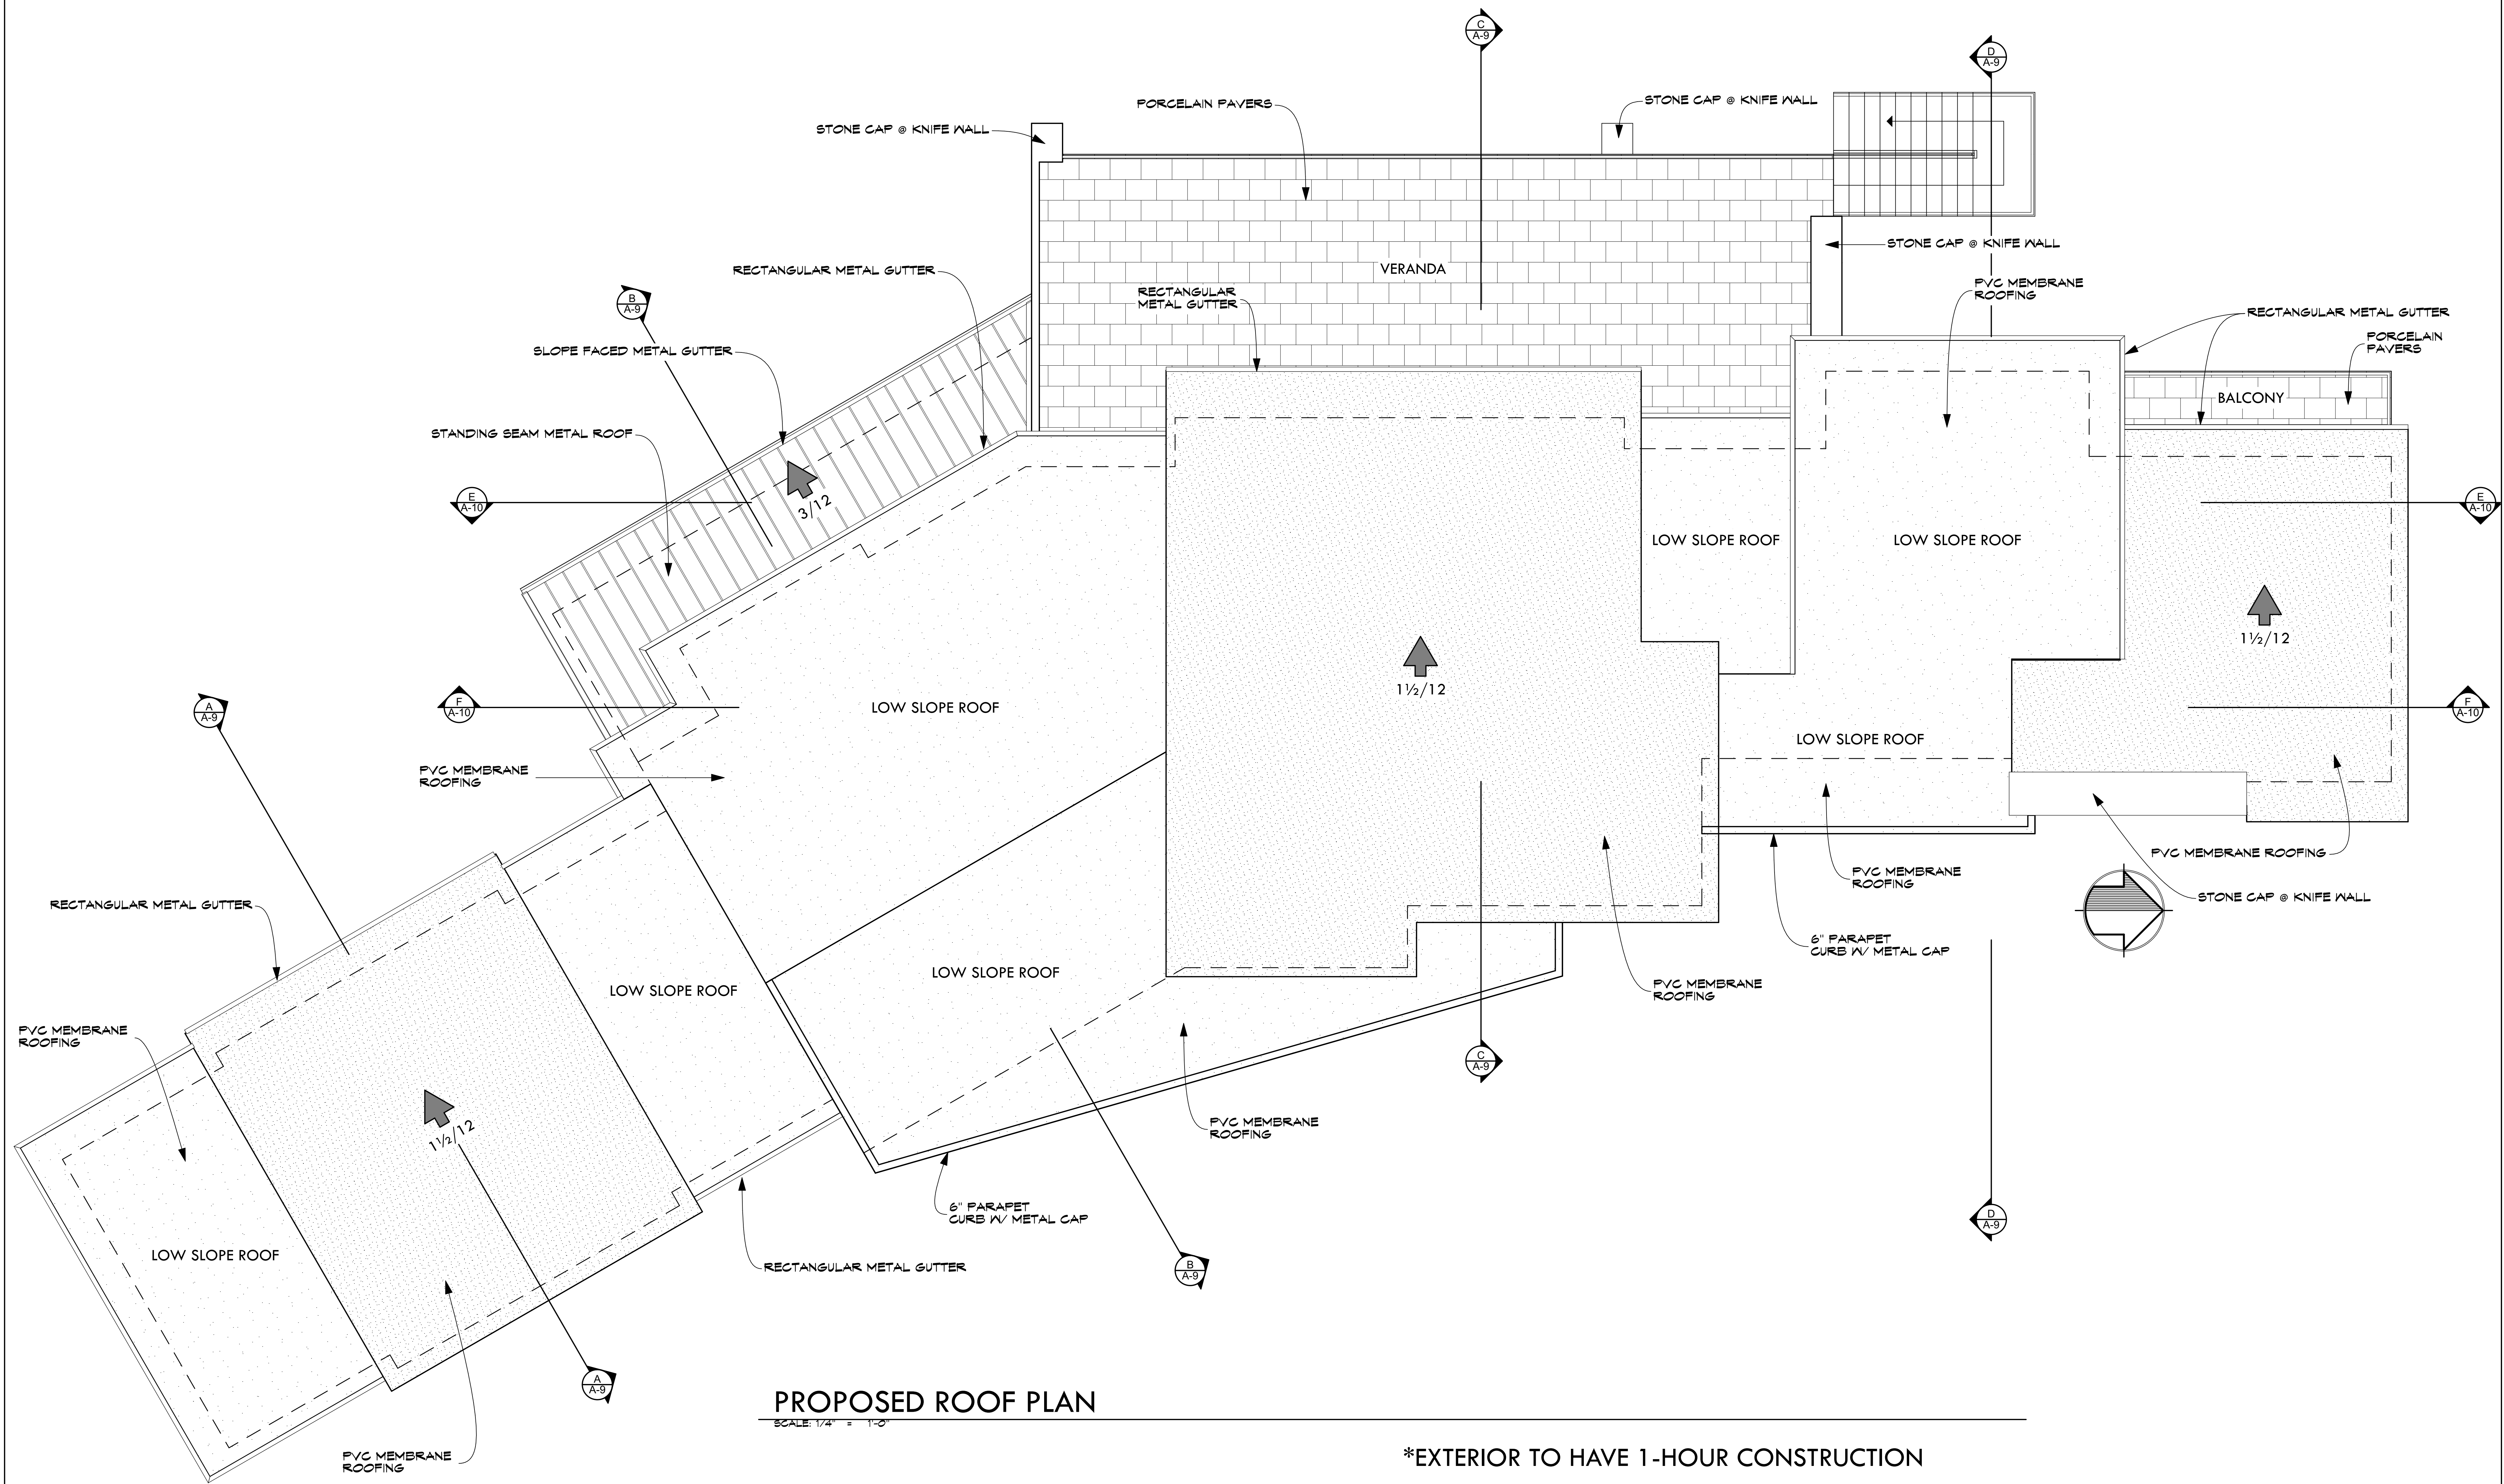 C
A-9
D
A-9
PORCELAIN PAVERS
STONE CAP @ KNIFE WALL
STONE CAP @ KNIFE WALL
STONE CAP @ KNIFE WALL
RECTANGULAR METAL GUTTER
VERANDA
RECTANGULAR
METAL GUTTER
PVC MEMBRANE
ROOFING
B
A-9
RECTANGULAR METAL GUTTER
PORCELAIN
PAVERS
SLOPE FACED METAL GUTTER
BALCONY
STANDING SEAM METAL ROOF
3/12
E
A-10
E
A-10
LOW SLOPE ROOF
LOW SLOPE ROOF
1½/12
1½/12
F
A-10
LOW SLOPE ROOF
F
A-10
A
A-9
LOW SLOPE ROOF
PVC MEMBRANE
ROOFING
PVC MEMBRANE ROOFING
PVC MEMBRANE
ROOFING
STONE CAP @ KNIFE WALL
RECTANGULAR METAL GUTTER
6" PARAPET
CURB W/ METAL CAP
LOW SLOPE ROOF
LOW SLOPE ROOF
PVC MEMBRANE
ROOFING
PVC MEMBRANE
ROOFING
C
A-9
1½/12
PVC MEMBRANE
ROOFING
6" PARAPET
CURB W/ METAL CAP
D
A-9
LOW SLOPE ROOF
RECTANGULAR METAL GUTTER
B
A-9
A
A-9
PROPOSED ROOF PLAN
SCALE: 1/4" = 1'-0"
PVC MEMBRANE
ROOFING
*EXTERIOR TO HAVE 1-HOUR CONSTRUCTION